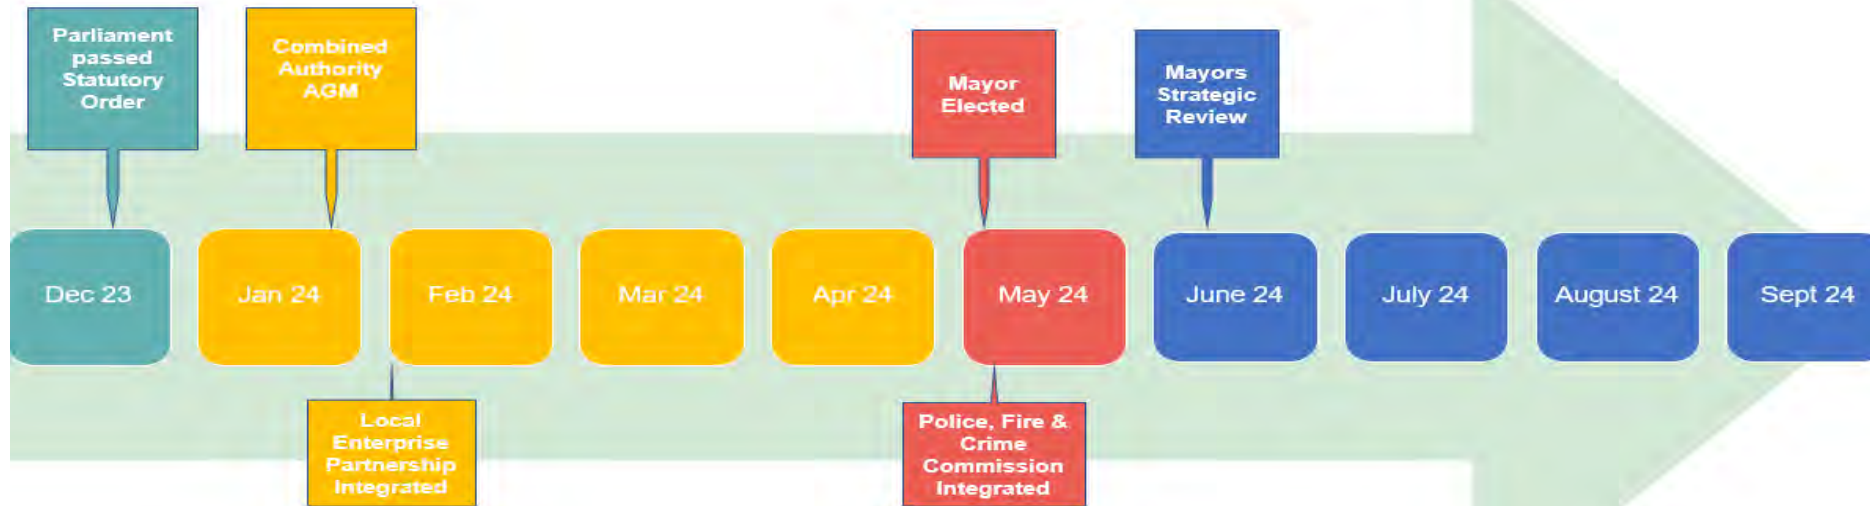 Parliament
passed
Statutory
Order
Combined
Authority
AGM
Mayor
Elected
Mayors
Strategic
Review
Dec 23
Jan 24
Feb 24
Mar 24
Apr 24
May 24
June 24
July 24
August 24
Sept 24
Local
Enterprise
Partnership
Integrated
Police, Fire &
Crime
Commission
Integrated